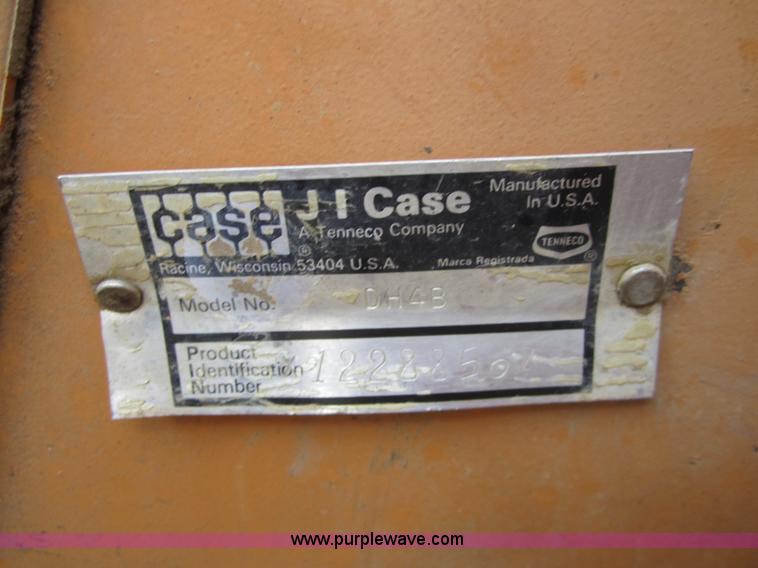 case
J I Case
Manufactured
In U.S.A.
A Tenneco Company
TENNECO
®
®
Racine, Wisconsin 53404 U.S.A.
Marca Registrada
Model No.
DH4B
Product
Identification
Number
www.purplewave.com